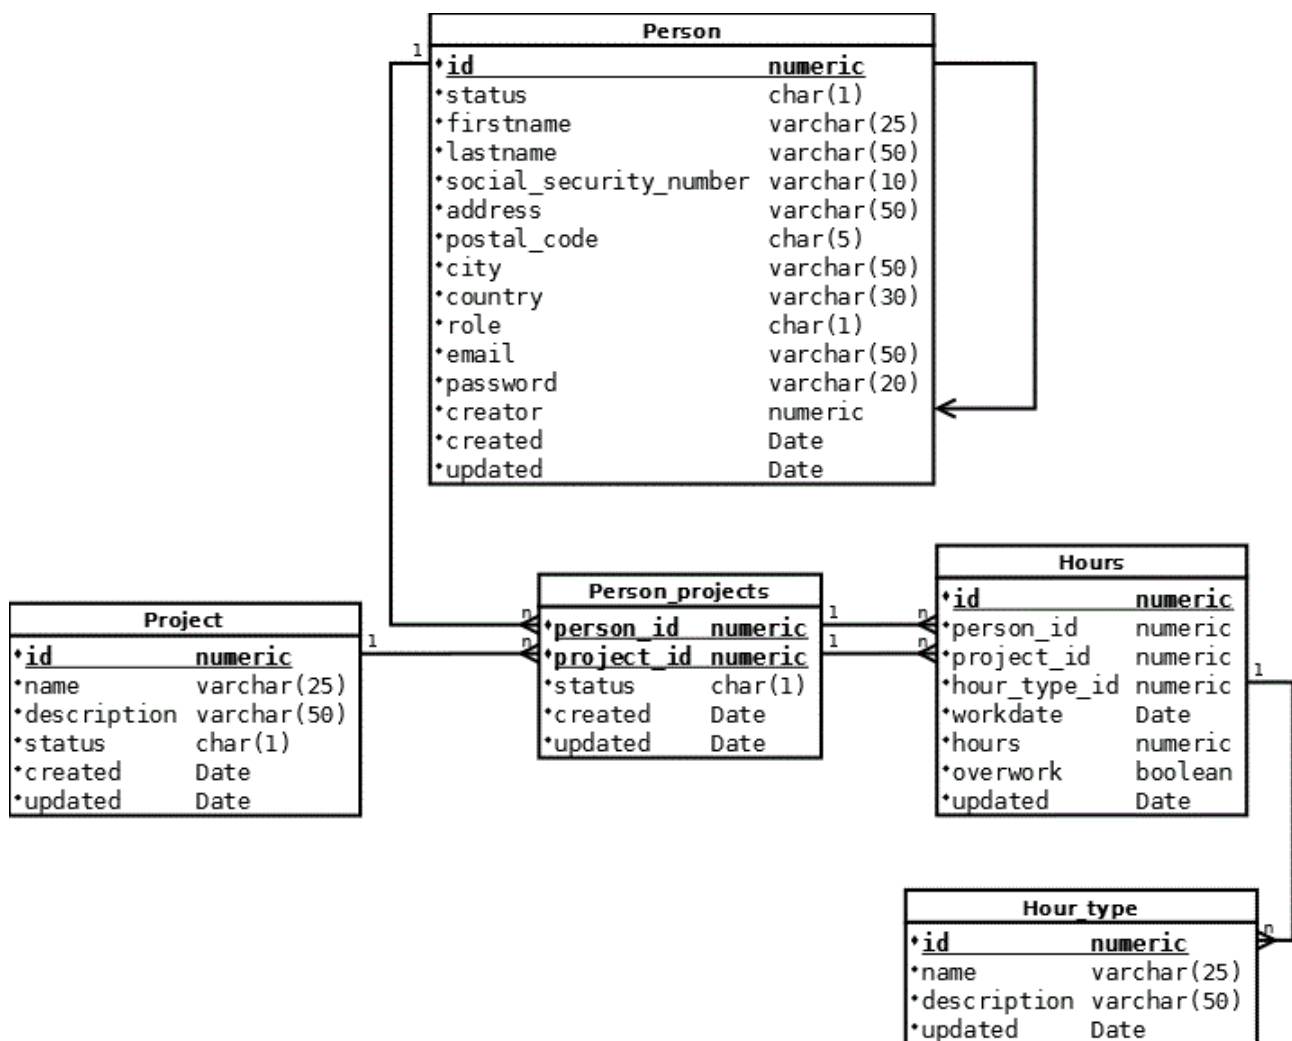 Person
1
id numeric
status char(1)
firstname varchar(25)
lastname varchar(50)
social_security_number varchar(10)
address varchar(50)
postal_code char(5)
city varchar(50)
country varchar(30)
role char(1)
email varchar(50)
password varchar(20)
creator numeric
created Date
updated Date
Project
1
id numeric
name varchar(25)
description varchar(50)
status char(1)
created Date
updated Date
Person_projects
n
person_id numeric
1
n
project_id numeric
1
status char(1)
created Date
updated Date
Hours
id numeric
n
person_id numeric
n
project_id numeric
hour_type_id numeric
1
workdate Date
hours numeric
overwork boolean
updated Date
Hour_type
id numeric
n
name varchar(25)
description varchar(50)
updated Date